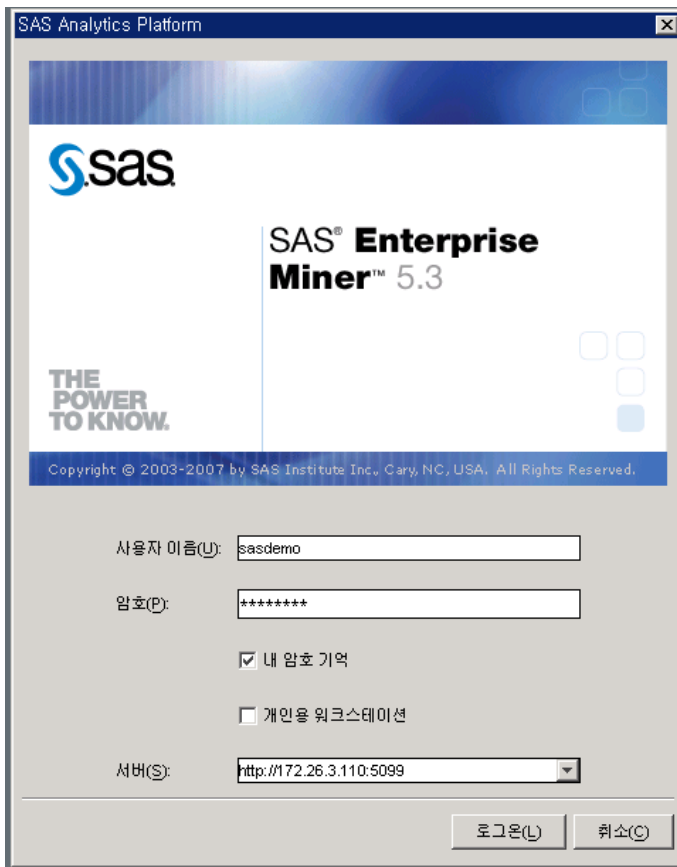 SAS Analytics Platform
sas
SAS® Enterprise
Miner™ 5.3
THE
POWER
TO KNOW.
Copyright © 2003-2007 by SAS Institute Inc., Cary, NC, USA. All Rights Reserved.
사용자 이름(U): sasdemo
암호(P): ********
내 암호 기억
개인용 워크스테이션
서버(S): http://172.26.3.110:5099
로그온(L) 취소(C)